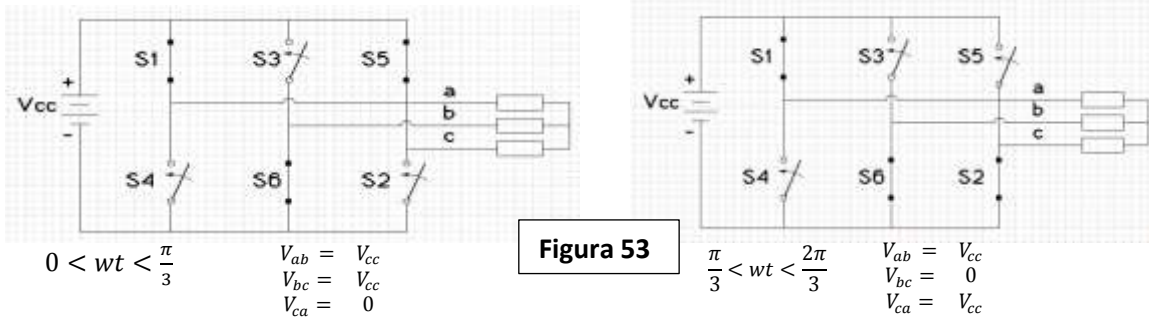 S1 S3 S5
+
Vcc
-
a
b
c
S4 S6 S2
0 < wt < π/3
V_ab = V_cc
V_bc = V_cc
V_ca = 0
Figura 53
S1 S3 S5
+
Vcc
-
a
b
c
S4 S6 S2
π/3 < wt < 2π/3
V_ab = V_cc
V_bc = 0
V_ca = V_cc